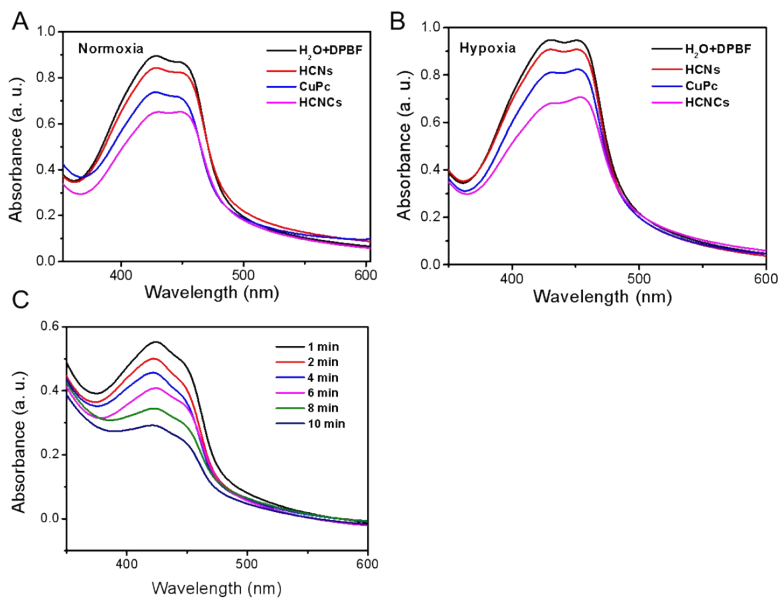 A
Normoxia
H₂O+DPBF
HCNs
CuPc
HCNCs
1.0
0.8
0.6
0.4
0.2
0.0
400
500
600
Absorbance (a. u.)
Wavelength (nm)
B
Hypoxia
H₂O+DPBF
HCNs
CuPc
HCNCs
1.0
0.8
0.6
0.4
0.2
0.0
400
500
600
Absorbance (a. u.)
Wavelength (nm)
C
1 min
2 min
4 min
6 min
8 min
10 min
0.6
0.4
0.2
0.0
400
500
600
Absorbance (a. u.)
Wavelength (nm)